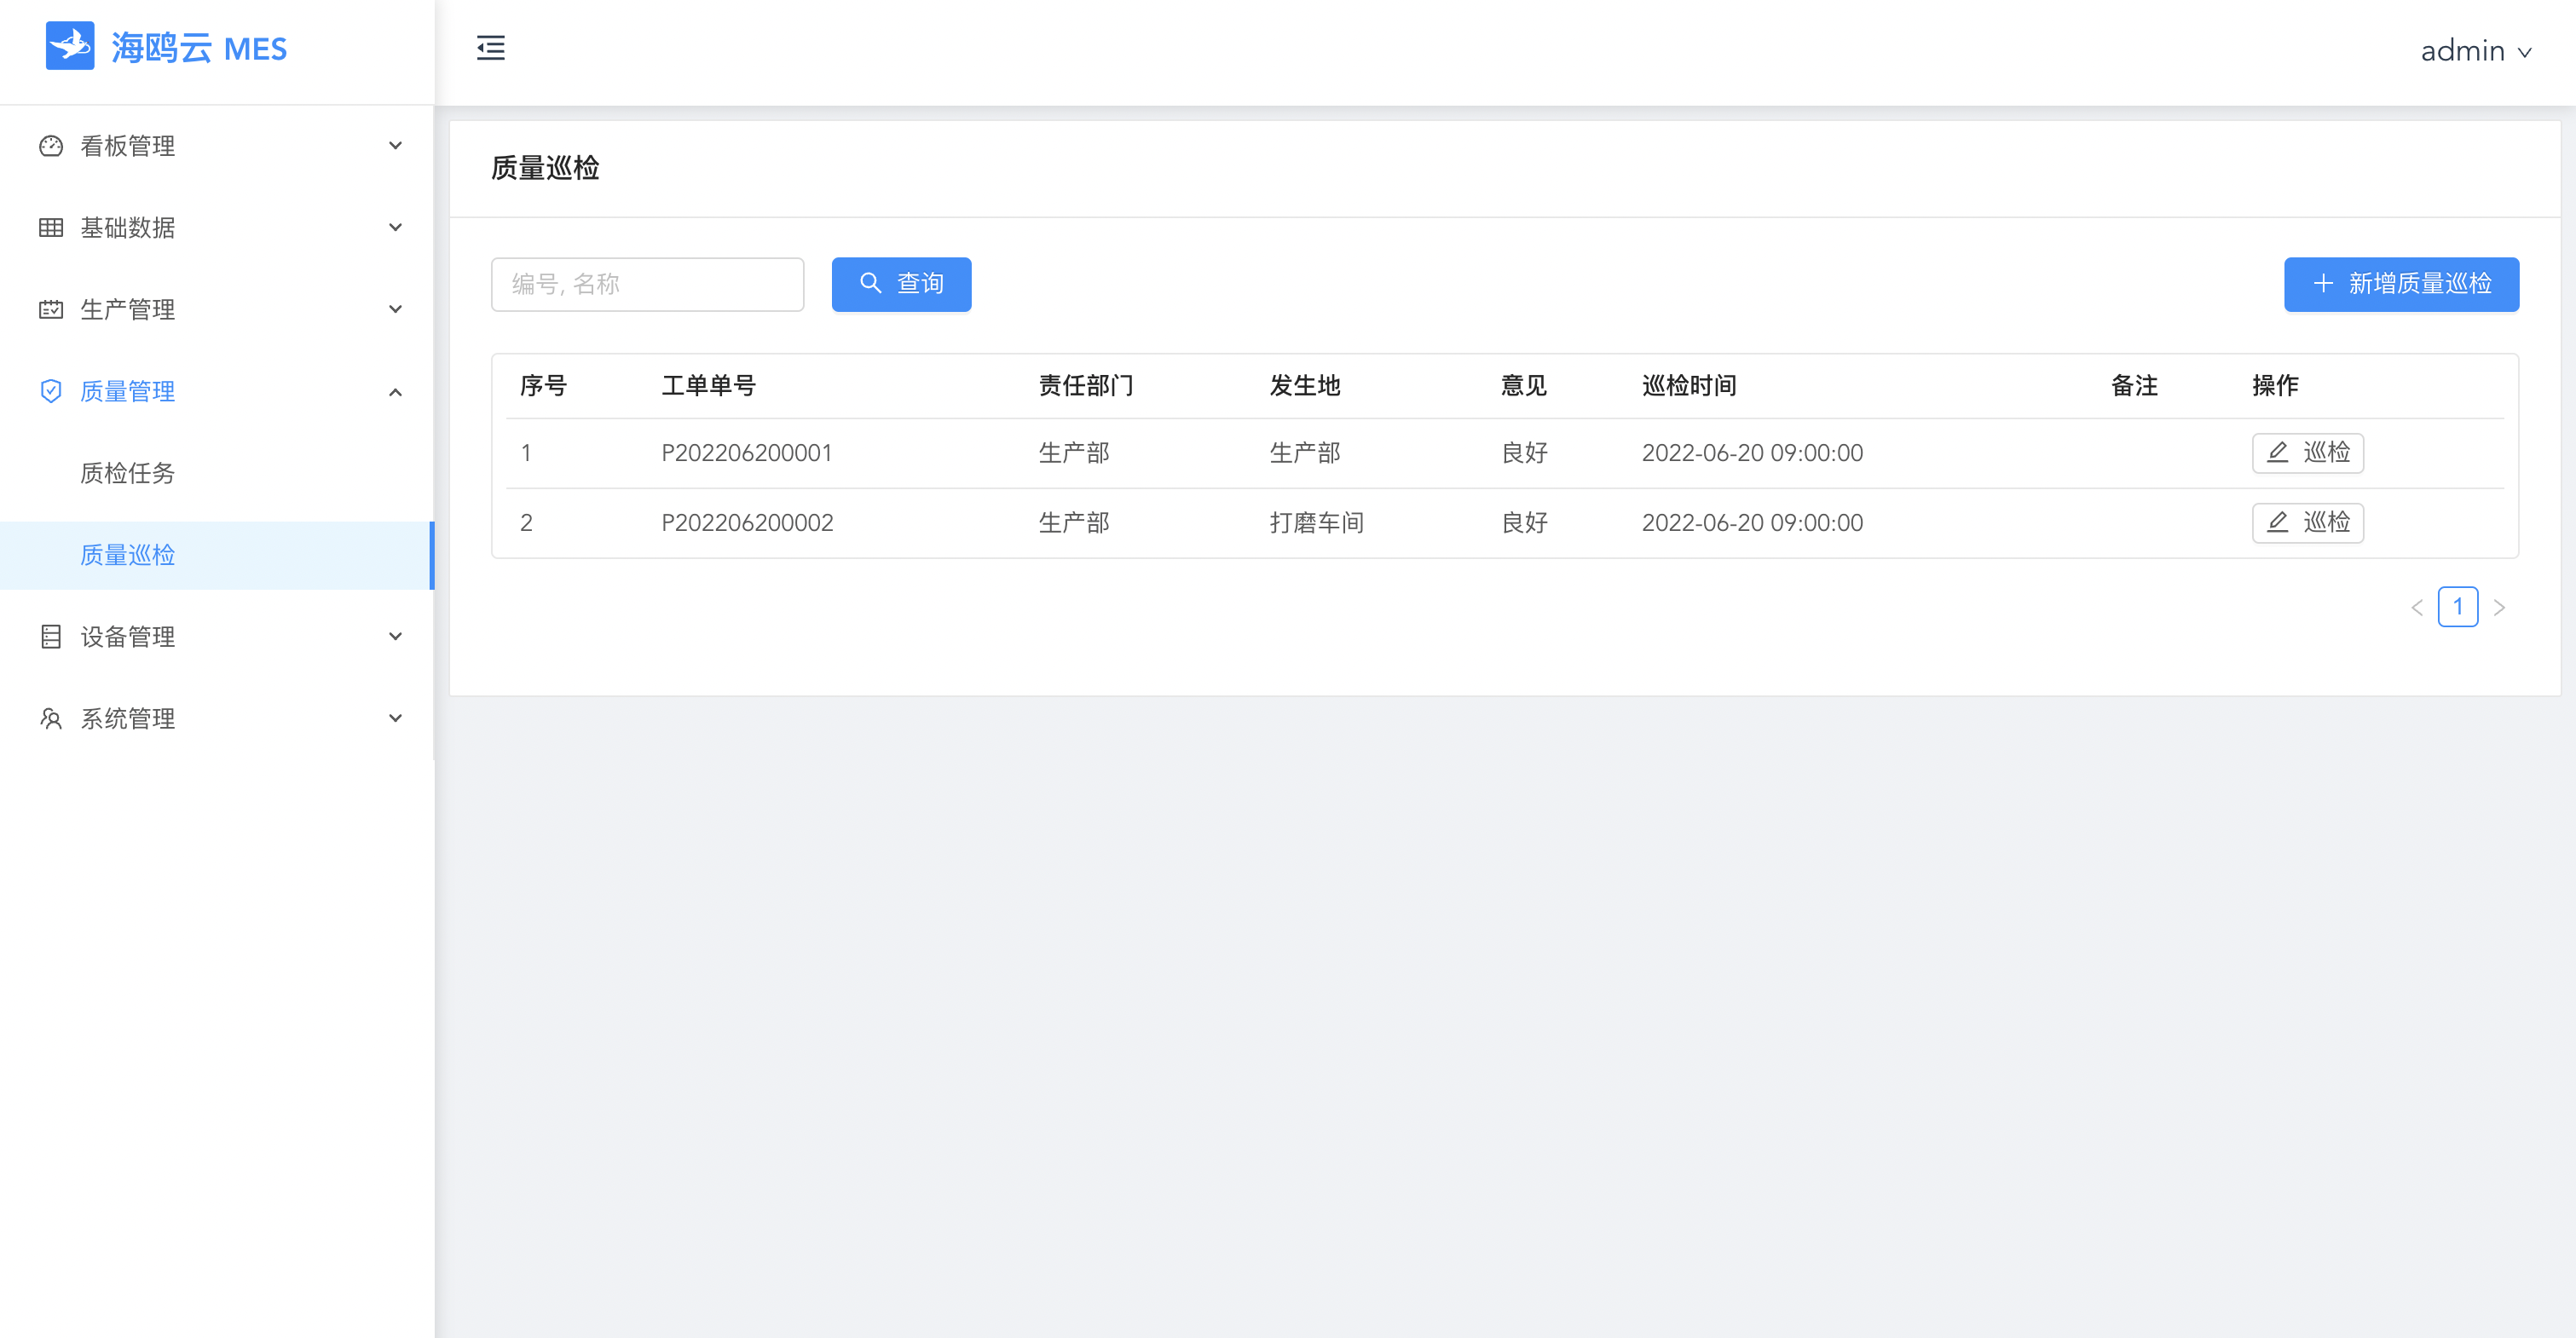 海鸥云 MES
admin
看板管理
基础数据
生产管理
质量管理
质检任务
质量巡检
设备管理
系统管理
质量巡检
编号, 名称 查询 新增质量巡检
序号 工单单号 责任部门 发生地 意见 巡检时间 备注 操作
1 P202206200001 生产部 生产部 良好 2022-06-20 09:00:00 巡检
2 P202206200002 生产部 打磨车间 良好 2022-06-20 09:00:00 巡检
< 1 >